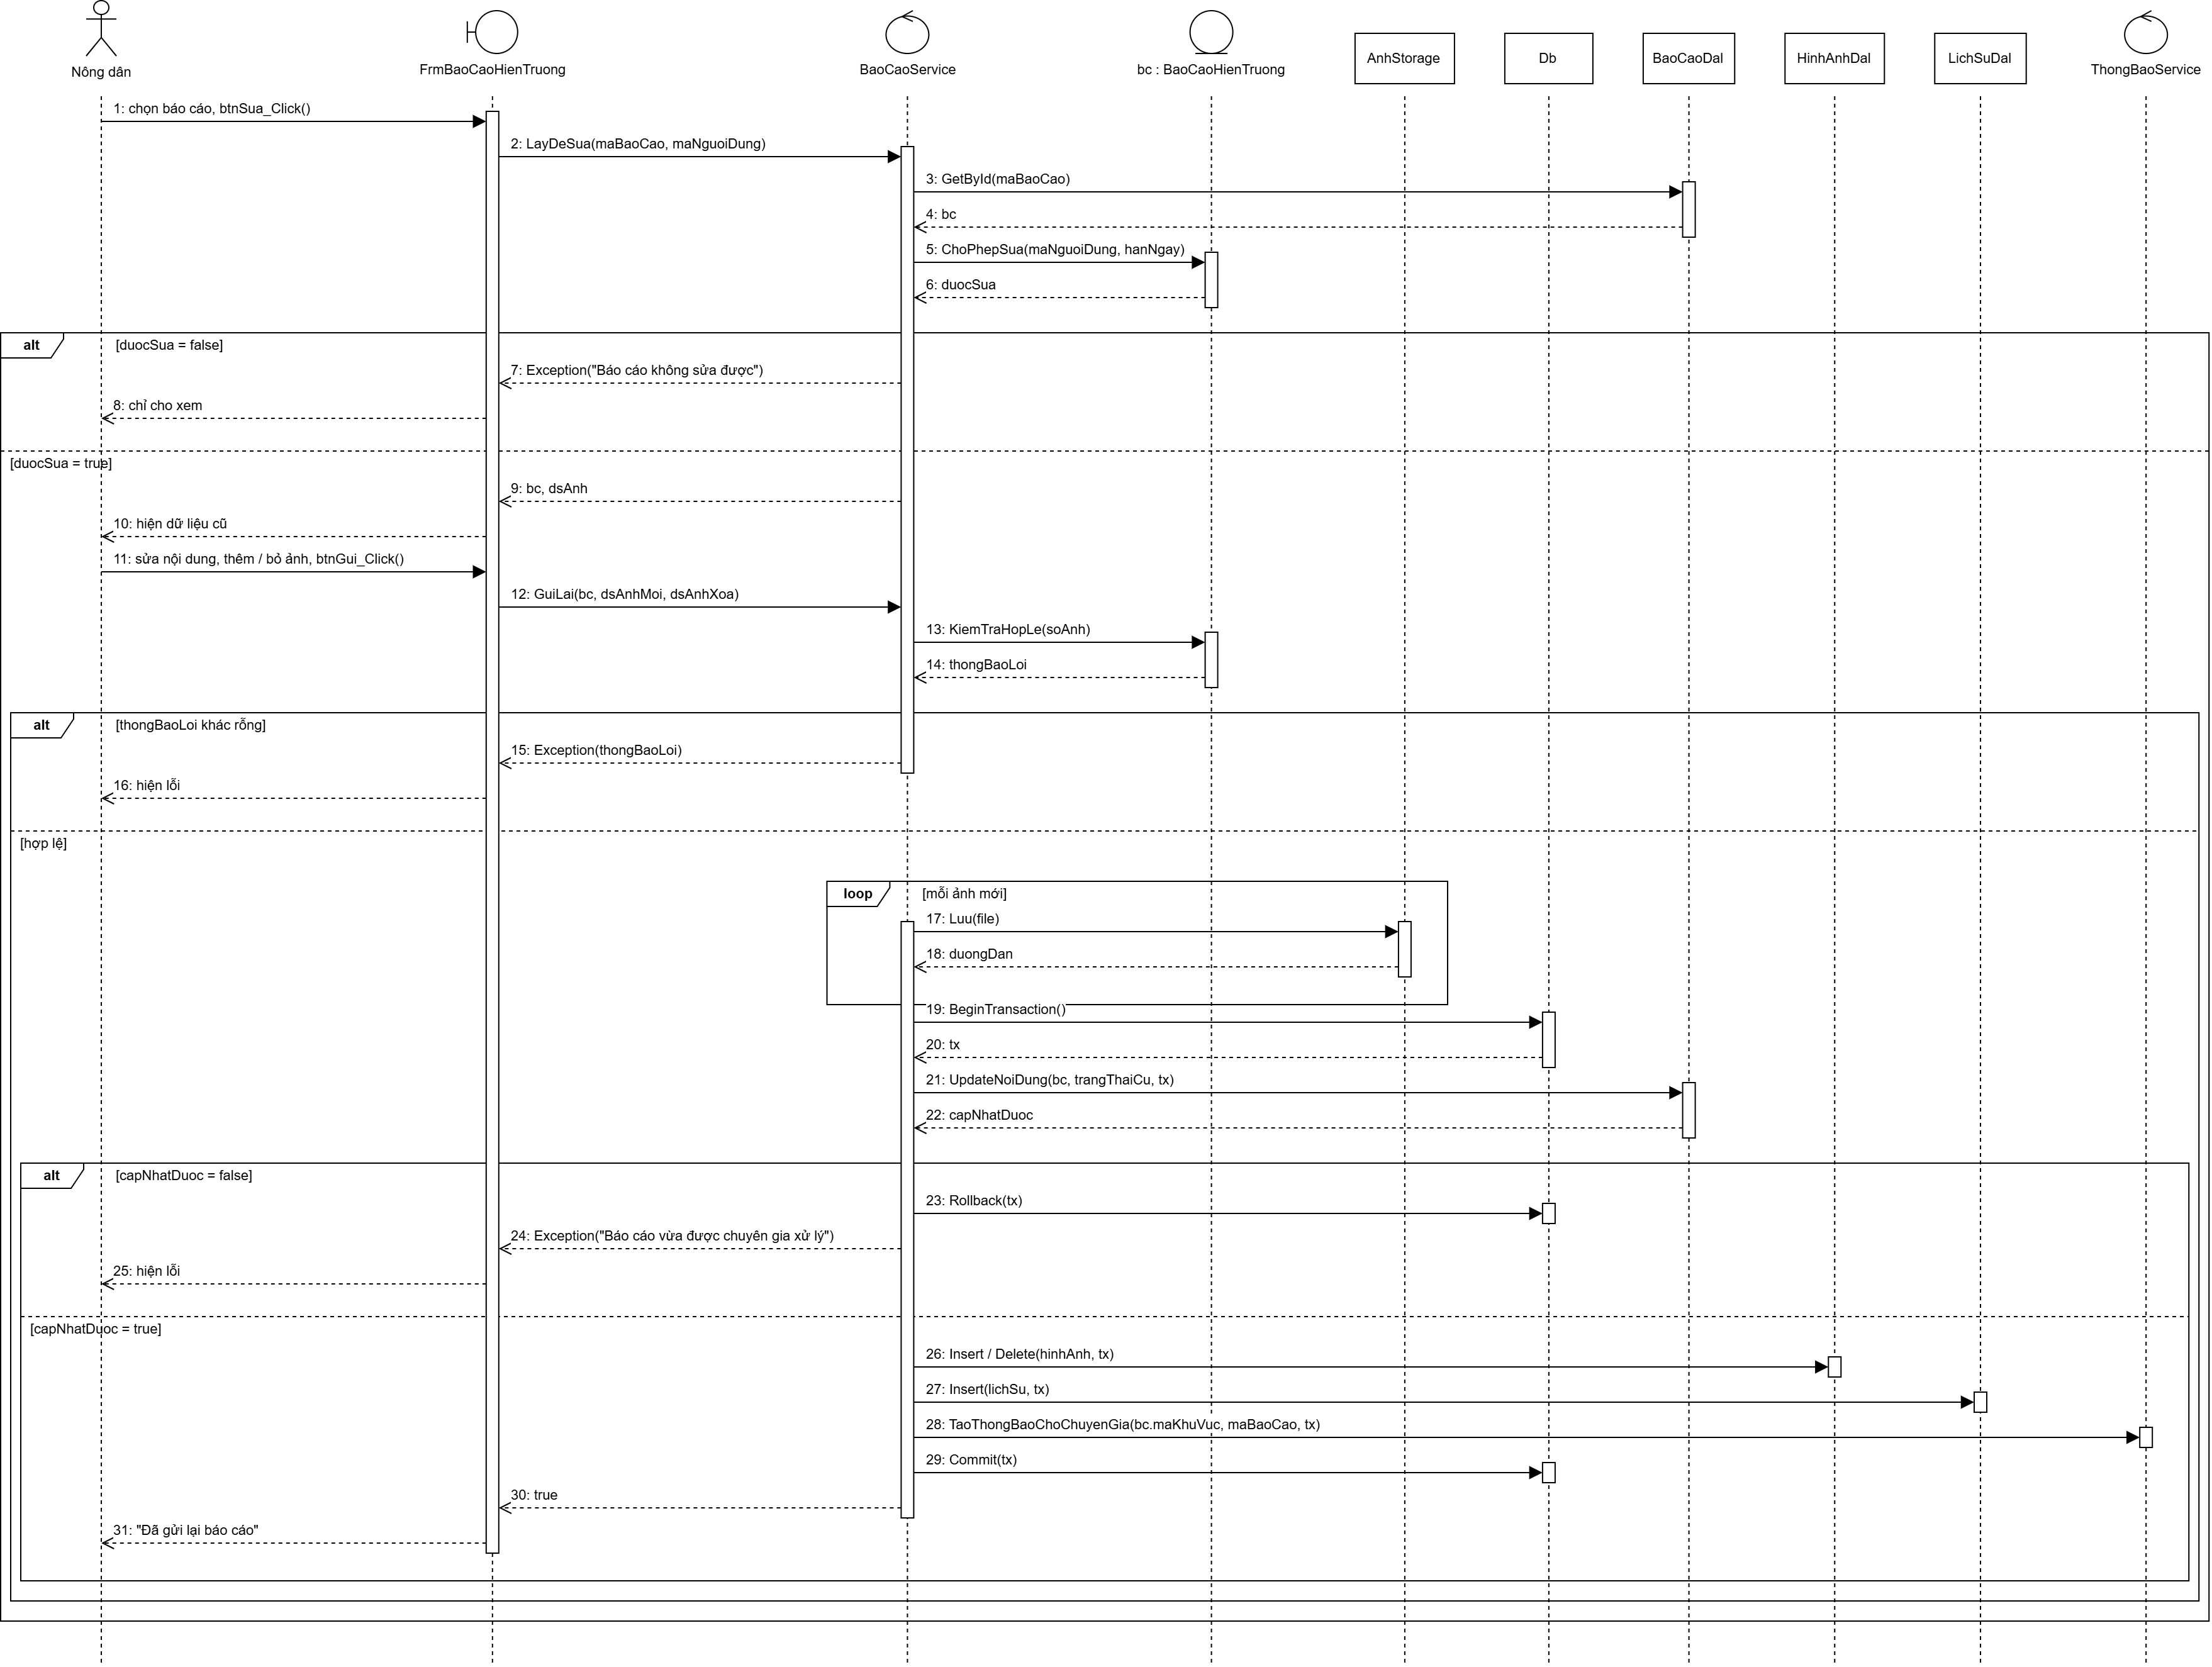 Nông dân
FrmBaoCaoHienTruong
BaoCaoService
bc : BaoCaoHienTruong
AnhStorage
Db
BaoCaoDal
HinhAnhDal
LichSuDal
ThongBaoService
1: chọn báo cáo, btnSua_Click()
2: LayDeSua(maBaoCao, maNguoiDung)
3: GetById(maBaoCao)
4: bc
5: ChoPhepSua(maNguoiDung, hanNgay)
6: duocSua
alt
[duocSua = false]
7: Exception("Báo cáo không sửa được")
8: chỉ cho xem
[duocSua = true]
9: bc, dsAnh
10: hiện dữ liệu cũ
11: sửa nội dung, thêm / bỏ ảnh, btnGui_Click()
12: GuiLai(bc, dsAnhMoi, dsAnhXoa)
13: KiemTraHopLe(soAnh)
14: thongBaoLoi
alt
[thongBaoLoi khác rỗng]
15: Exception(thongBaoLoi)
16: hiện lỗi
[hợp lệ]
loop
[mỗi ảnh mới]
17: Luu(file)
18: duongDan
19: BeginTransaction()
20: tx
21: UpdateNoiDung(bc, trangThaiCu, tx)
22: capNhatDuoc
alt
[capNhatDuoc = false]
23: Rollback(tx)
24: Exception("Báo cáo vừa được chuyên gia xử lý")
25: hiện lỗi
[capNhatDuoc = true]
26: Insert / Delete(hinhAnh, tx)
27: Insert(lichSu, tx)
28: TaoThongBaoChoChuyenGia(bc.maKhuVuc, maBaoCao, tx)
29: Commit(tx)
30: true
31: "Đã gửi lại báo cáo"